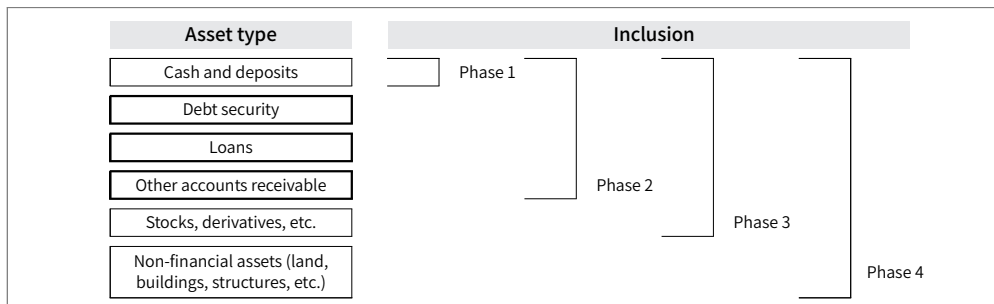 Asset type
Inclusion
Cash and deposits
Phase 1
Debt security
Loans
Other accounts receivable
Phase 2
Stocks, derivatives, etc.
Phase 3
Non-financial assets (land,
buildings, structures, etc.)
Phase 4